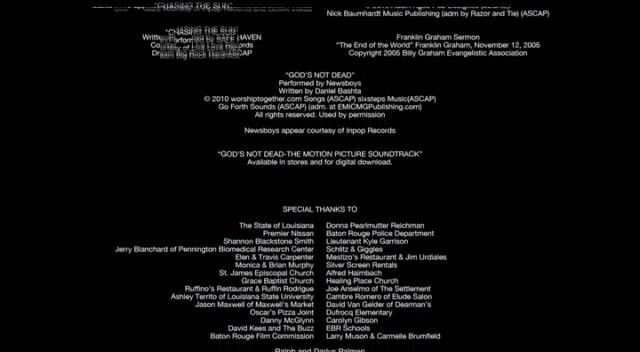 "CHASING THE SUN"
Nick Baumhardt Music Publishing (adm by Razor and Tie) (ASCAP)
"CHASING THE SUN"
Franklin Graham Sermon
"The End of the World" Franklin Graham, November 12, 2005
Copyright 2005 Billy Graham Evangelistic Association
"GOD'S NOT DEAD"
Performed by Newsboys
Written by Daniel Bashta
© 2010 worshiptogether.com Songs (ASCAP) sixsteps Music(ASCAP)
Go Forth Sounds (ASCAP) (adm. at EMICMGPublishing.com)
All rights reserved. Used by permission
Newsboys appear courtesy of Inpop Records
"GOD'S NOT DEAD-THE MOTION PICTURE SOUNDTRACK"
Available in stores and for digital download.
SPECIAL THANKS TO
The State of Louisiana Donna Pearlmutter Reichman
Premier Nissan Baton Rouge Police Department
Shannon Blackstone Smith Lieutenant Kyle Garrison
Jerry Blanchard of Pennington Biomedical Research Center Schlitz & Giggles
Elen & Travis Carpenter Mestizo's Restaurant & Jim Urdiales
Monica & Brian Murphy Silver Screen Rentals
St. James Episcopal Church Alfred Haimbach
Grace Baptist Church Healing Place Church
Ruffino's Restaurant & Ruffin Rodrigue Joe Anselmo of The Settlement
Ashley Territo of Louisiana State University Cambre Romero of Elude Salon
Jason Maxwell of Maxwell's Market David Van Gelder of Dearman's
Oscar's Pizza Joint Dufrocq Elementary
Danny McGlynn Carolyn Gibson
David Kees and The Buzz EBR Schools
Baton Rouge Film Commission Larry Muson & Carmelle Brumfield